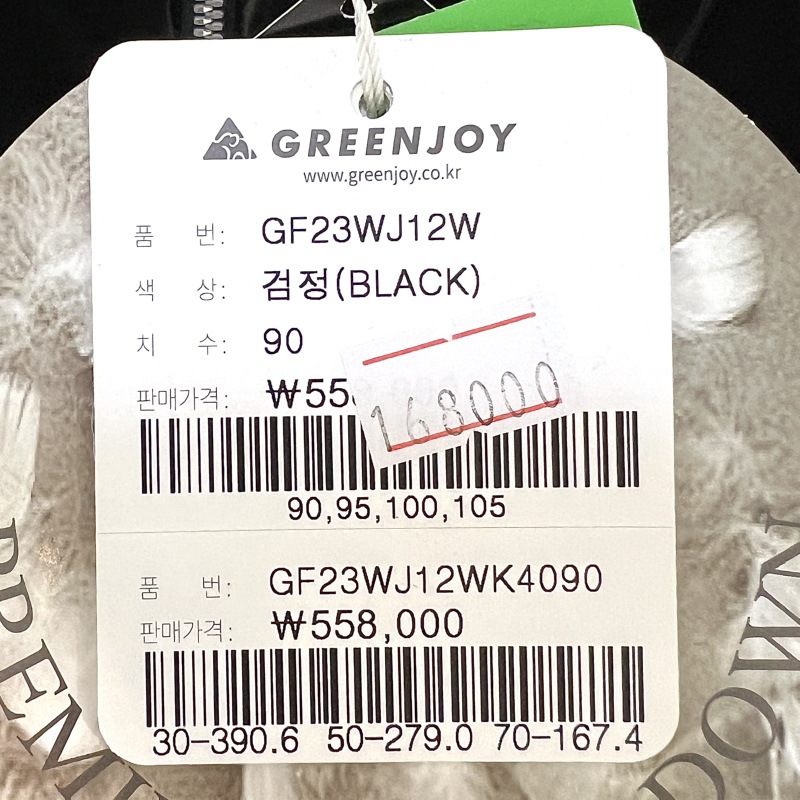 GREENJOY
www.greenjoy.co.kr
품 번: GF23WJ12W
색 상: 검정(BLACK)
치 수: 90
판매가격: ₩55
168000
90,95,100,105
품 번: GF23WJ12WK4090
판매가격: ₩558,000
30-390.6 50-279.0 70-167.4
DOWN